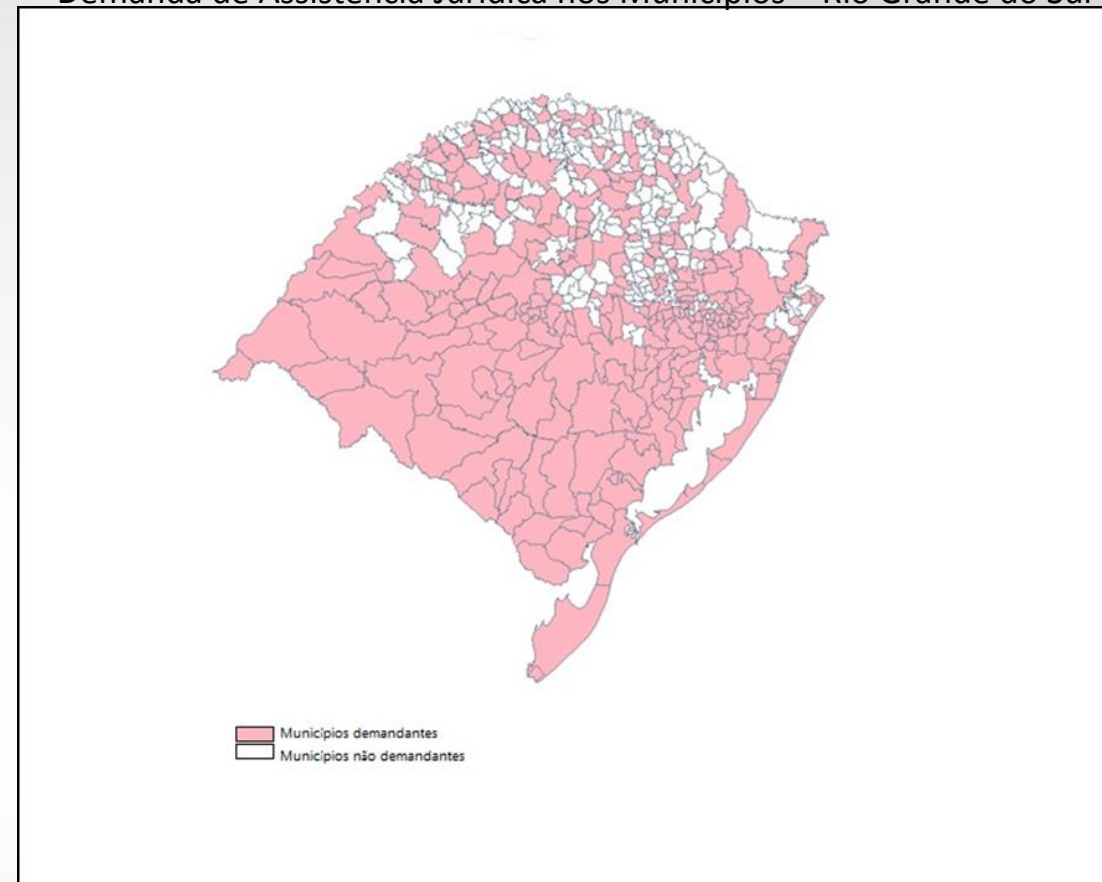 Demanda de Assistência Jurídica nos Municípios – Rio Grande do Sul
Municípios demandantes
Municípios não demandantes